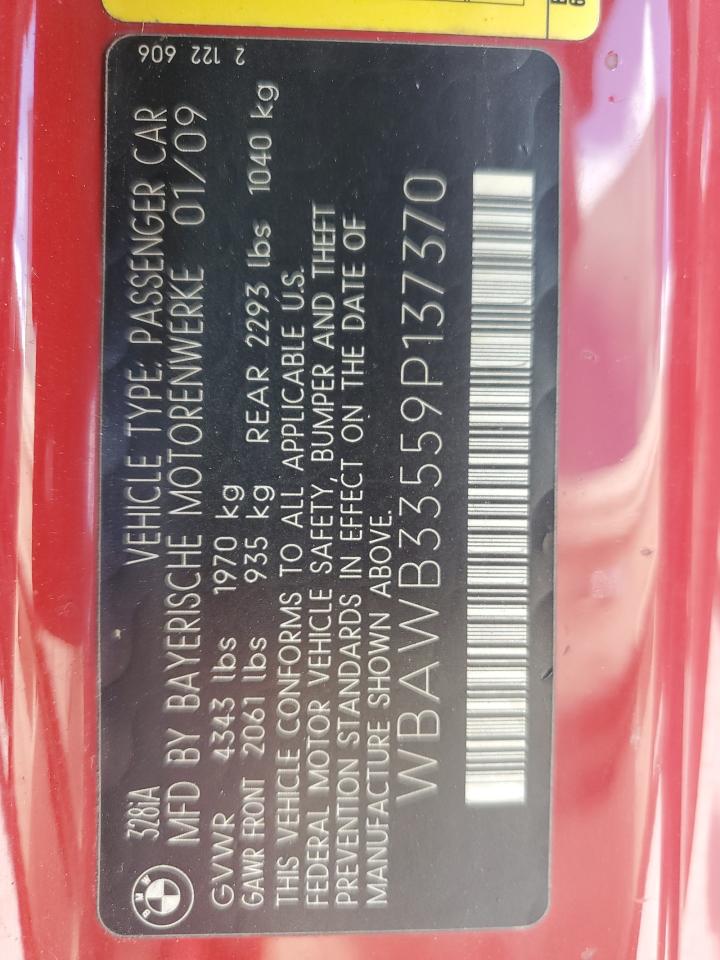 BMW
328iA
VEHICLE TYPE: PASSENGER CAR
2 122 606
MFD BY BAYERISCHE MOTORENWERKE 01/09
GVWR 4343 lbs 1970 kg
GAWR FRONT 2061 lbs 935 kg REAR 2293 lbs 1040 kg
THIS VEHICLE CONFORMS TO ALL APPLICABLE U.S.
FEDERAL MOTOR VEHICLE SAFETY, BUMPER AND THEFT
PREVENTION STANDARDS IN EFFECT ON THE DATE OF
MANUFACTURE SHOWN ABOVE.
WBAWB33559P137370